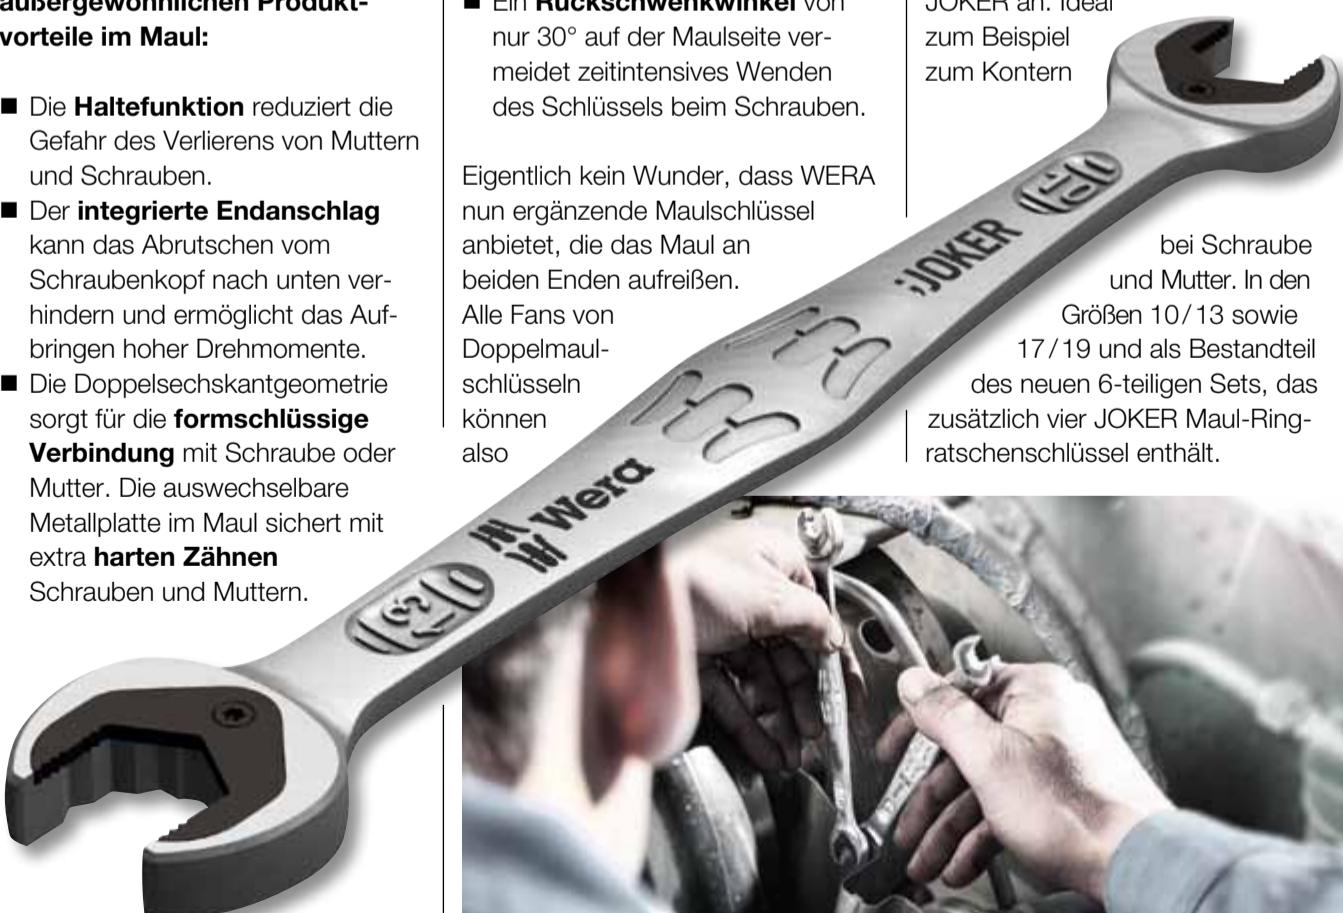 außergewöhnlichen Produkt-
vorteile im Maul:
■ Die Haltefunktion reduziert die
Gefahr des Verlierens von Muttern
und Schrauben.
■ Der integrierte Endanschlag
kann das Abrutschen vom
Schraubenkopf nach unten ver-
hindern und ermöglicht das Auf-
bringen hoher Drehmomente.
■ Die Doppelsechskantgeometrie
sorgt für die formschlüssige
Verbindung mit Schraube oder
Mutter. Die auswechselbare
Metallplatte im Maul sichert mit
extra harten Zähnen
Schrauben und Muttern.
■ Ein Rückschwenkwinkel von
nur 30° auf der Maulseite ver-
meidet zeitintensives Wenden
des Schlüssels beim Schrauben.
Eigentlich kein Wunder, dass WERA
nun ergänzende Maulschlüssel
anbietet, die das Maul an
beiden Enden aufreißen.
Alle Fans von
Doppelmaul-
schlüsseln
können
also
JOKER an. Ideal
zum Beispiel
zum Kontern
bei Schraube
und Mutter. In den
Größen 10/13 sowie
17/19 und als Bestandteil
des neuen 6-teiligen Sets, das
zusätzlich vier JOKER Maul-Ring-
ratschenschlüssel enthält.
10
JOKER
Wera
13